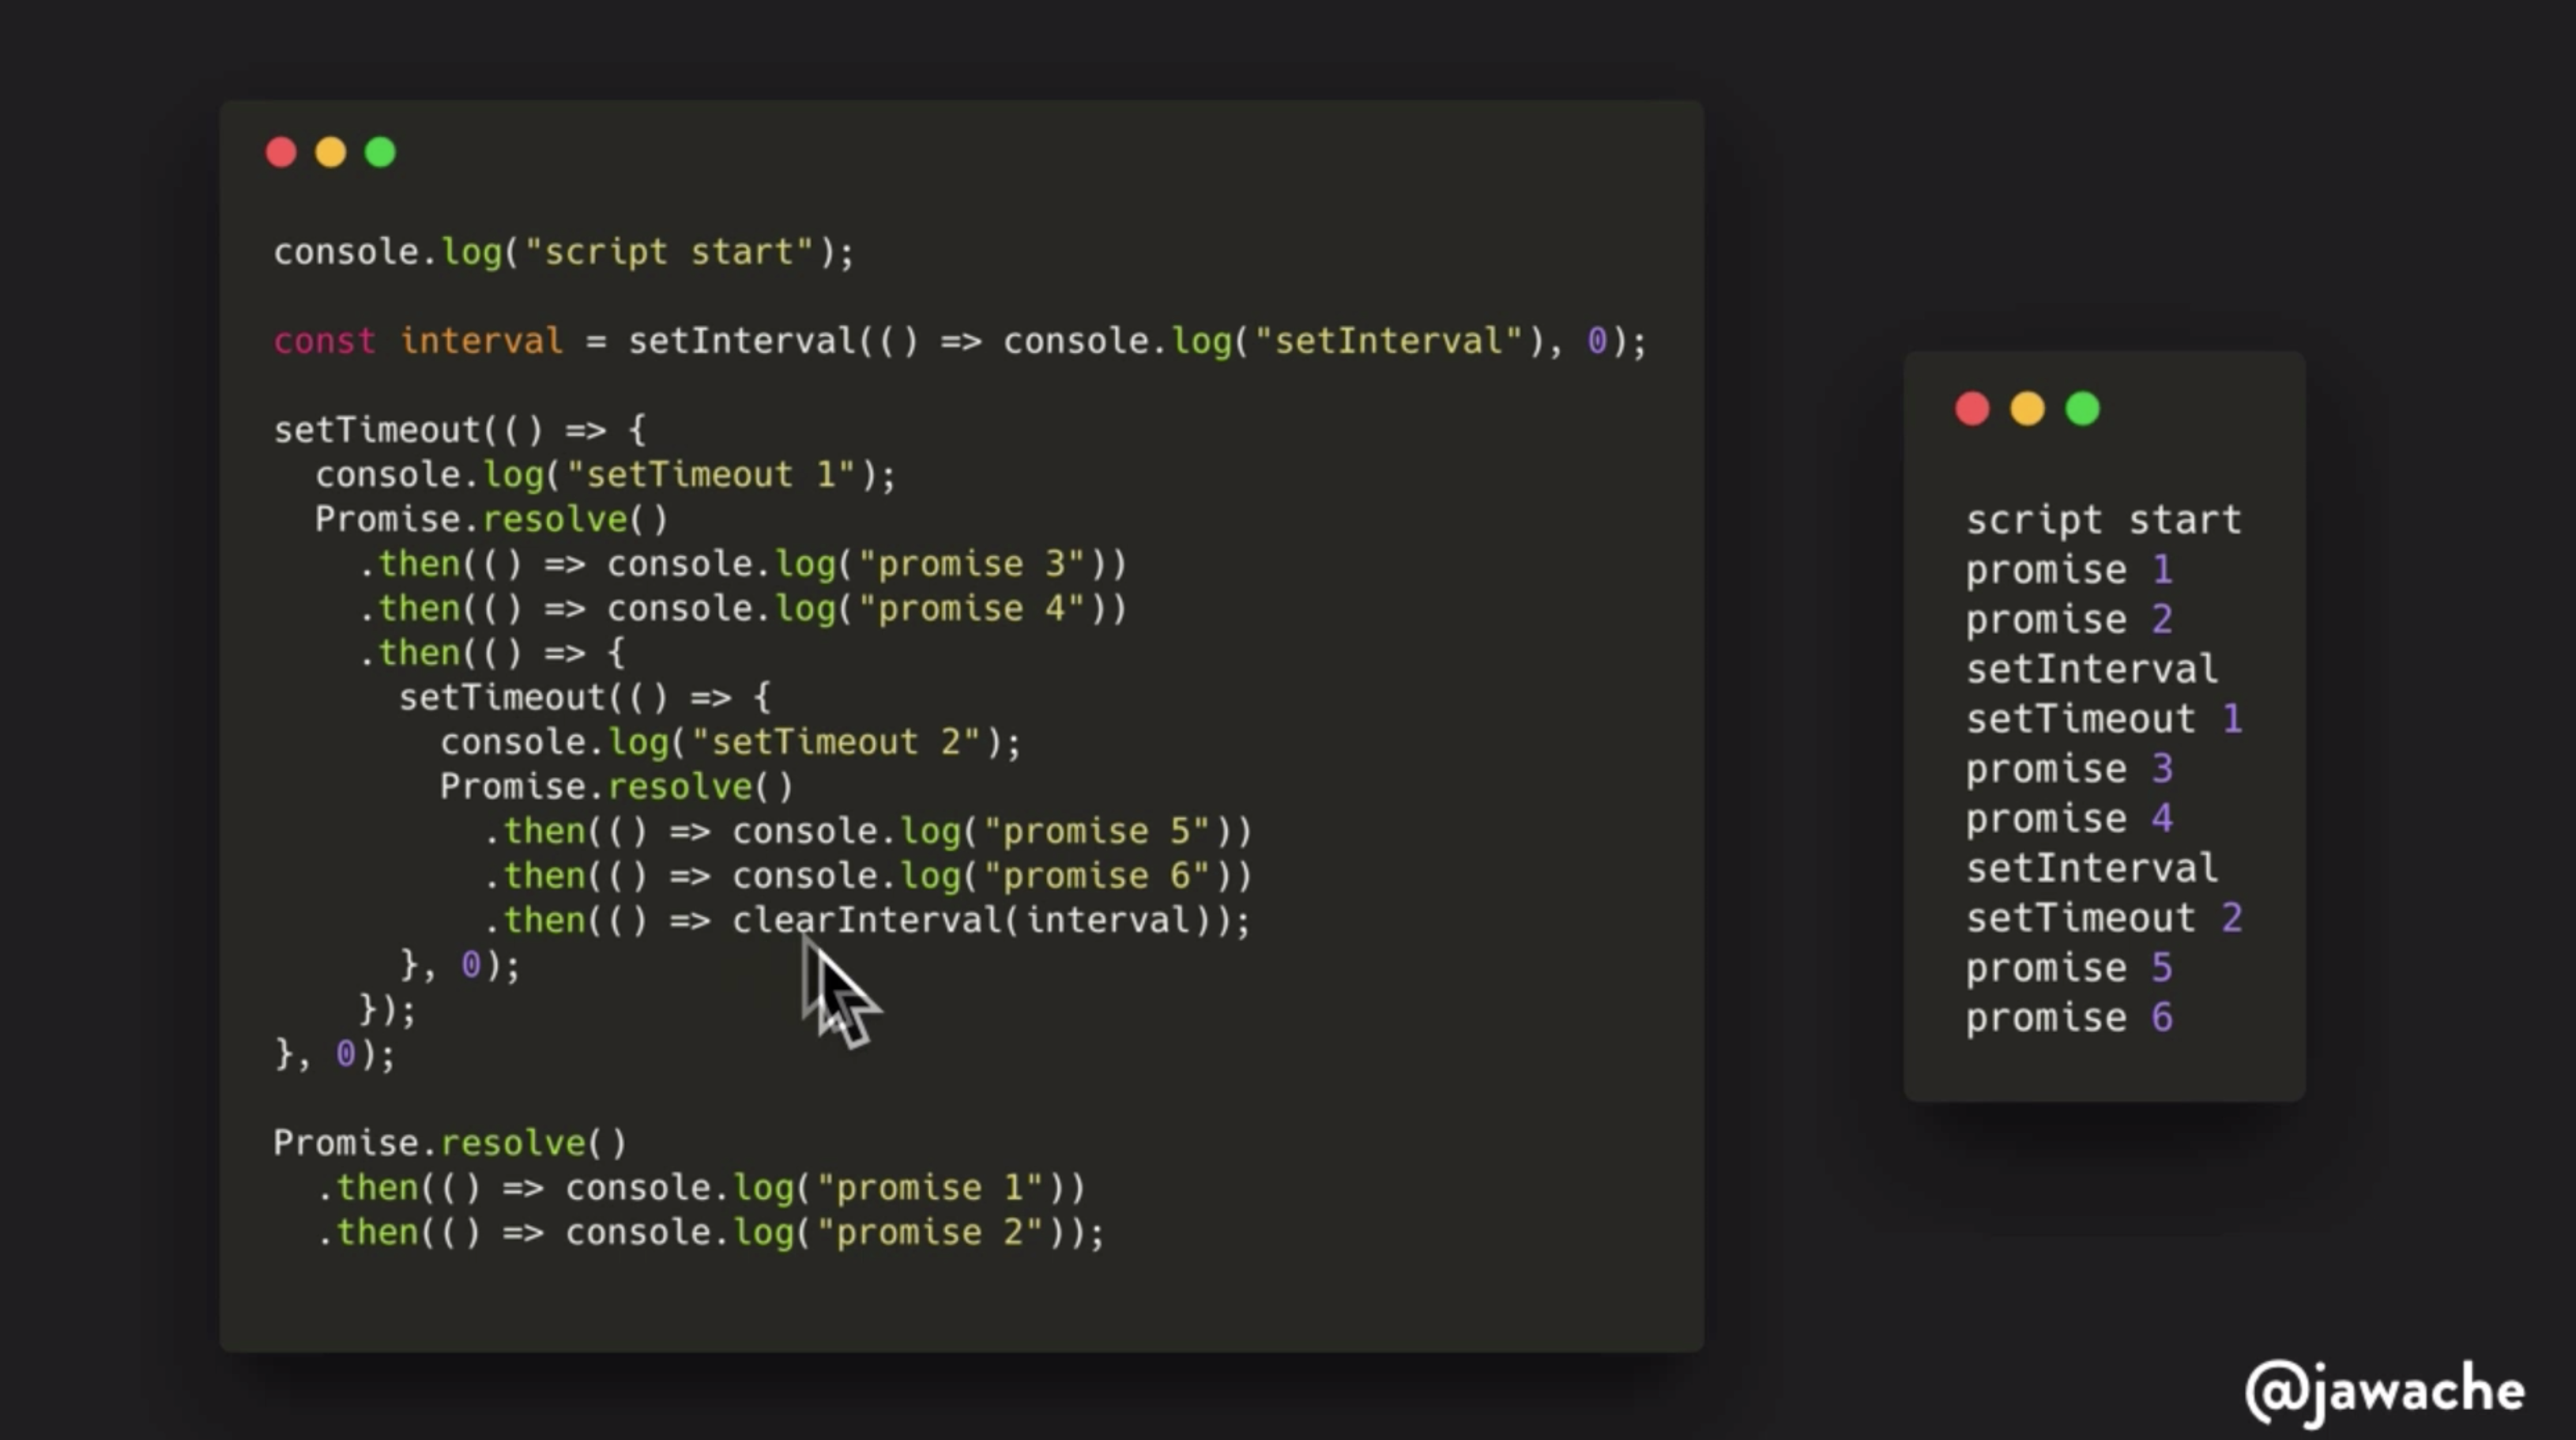 console.log("script start");
const interval = setInterval(() => console.log("setInterval"), 0);
setTimeout(() => {
  console.log("setTimeout 1");
  Promise.resolve()
    .then(() => console.log("promise 3"))
    .then(() => console.log("promise 4"))
    .then(() => {
      setTimeout(() => {
        console.log("setTimeout 2");
        Promise.resolve()
          .then(() => console.log("promise 5"))
          .then(() => console.log("promise 6"))
          .then(() => clearInterval(interval));
      }, 0);
    });
}, 0);
Promise.resolve()
  .then(() => console.log("promise 1"))
  .then(() => console.log("promise 2"));
script start
promise 1
promise 2
setInterval
setTimeout 1
promise 3
promise 4
setInterval
setTimeout 2
promise 5
promise 6
@jawache